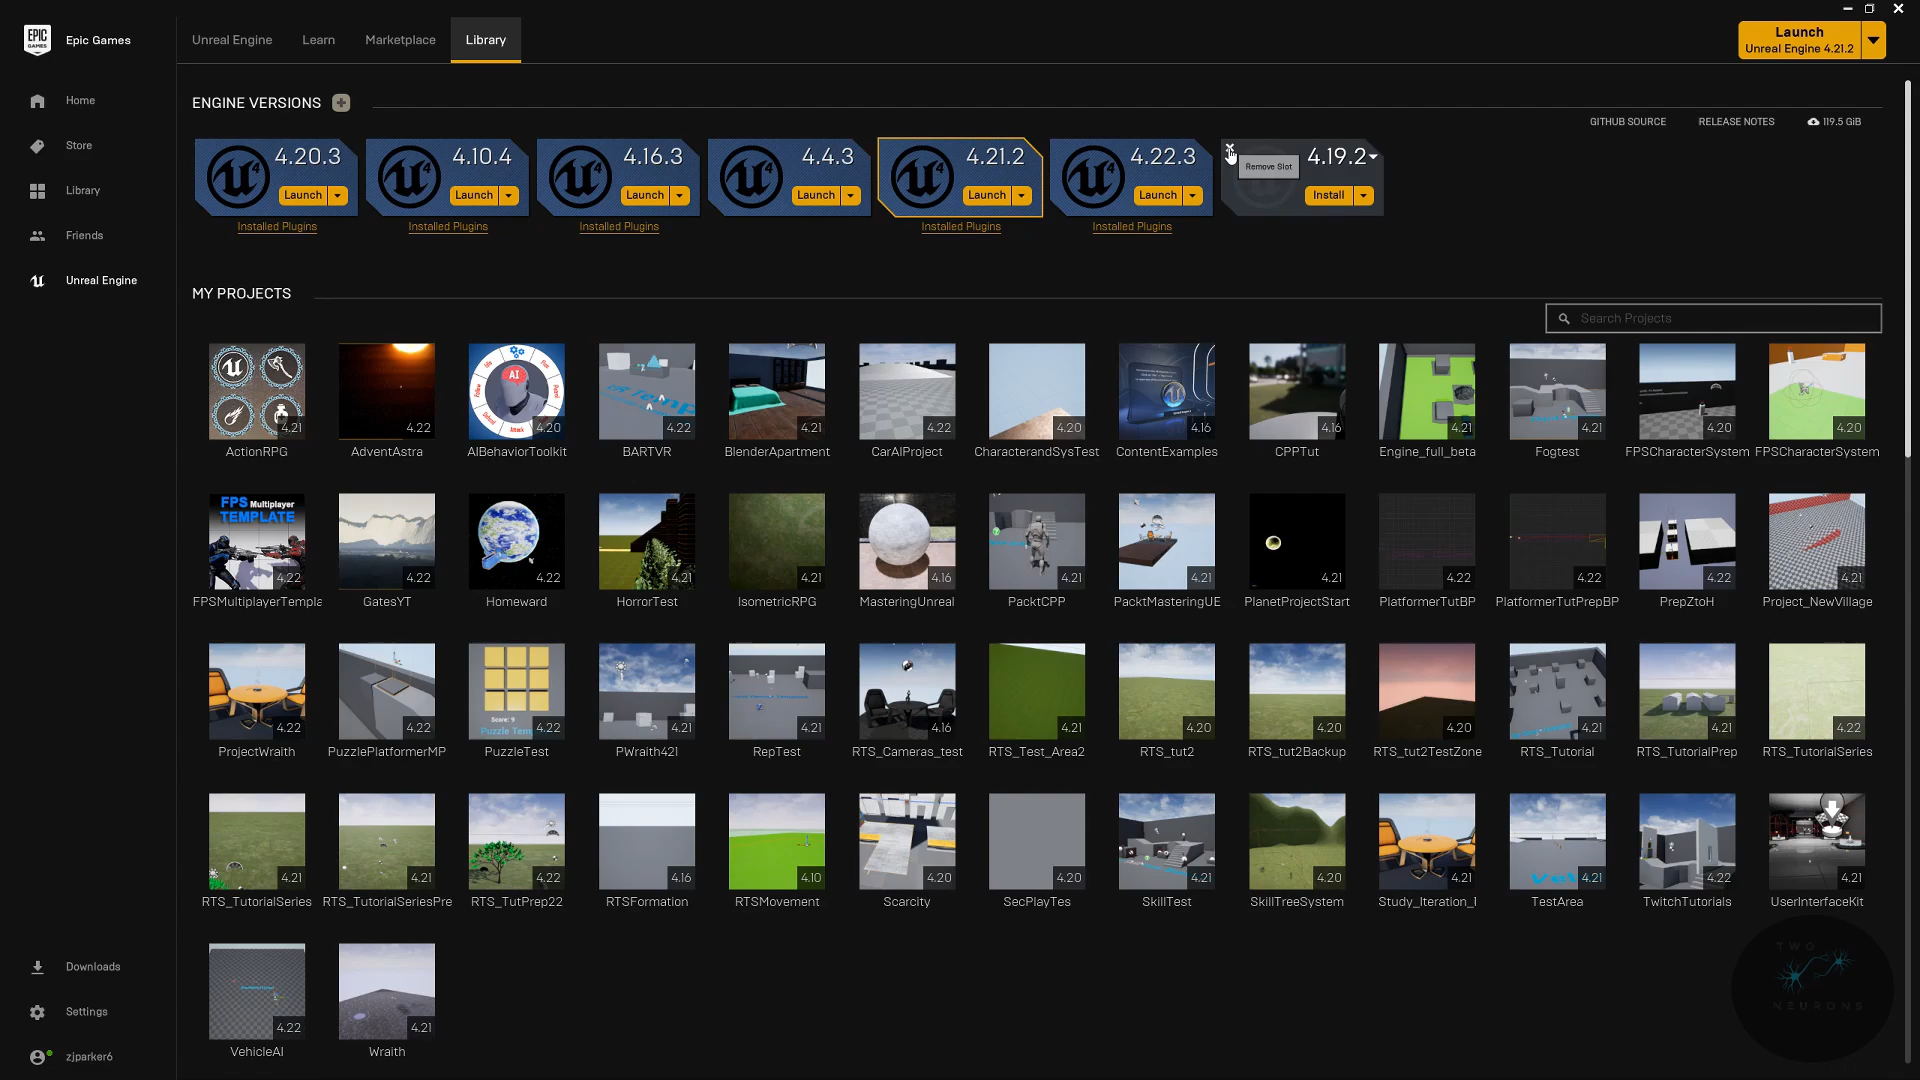 EPIC GAMES
Epic Games
Unreal Engine
Learn
Marketplace
Library
Launch
Unreal Engine 4.21.2
Home
Store
Library
Friends
Unreal Engine
Downloads
Settings
zjparker6
ENGINE VERSIONS
GITHUB SOURCE
RELEASE NOTES
119.5 GiB
4.20.3
Launch
Installed Plugins
4.10.4
Launch
Installed Plugins
4.16.3
Launch
Installed Plugins
4.4.3
Launch
4.21.2
Launch
Installed Plugins
4.22.3
Launch
Installed Plugins
Remove Slot
4.19.2
Install
MY PROJECTS
Search Projects
4.21
ActionRPG
4.22
AdventAstra
AI
4.20
AIBehaviorToolkit
4.22
BARTVR
4.21
BlenderApartment
4.22
CarAIProject
4.20
CharacterandSysTest
4.16
ContentExamples
4.16
CPPTut
4.21
Engine_full_beta
4.21
Fogtest
4.20
FPSCharacterSystem
4.20
FPSCharacterSystem
FPS Multiplayer
TEMPLATE
4.22
FPSMultiplayerTempla
4.22
GatesYT
4.22
Homeward
4.21
HorrorTest
4.21
IsometricRPG
4.16
MasteringUnreal
4.21
PacktCPP
4.21
PacktMasteringUE
4.21
PlanetProjectStart
4.22
PlatformerTutBP
4.22
PlatformerTutPrepBP
4.22
PrepZtoH
4.21
Project_NewVillage
4.22
ProjectWraith
4.22
PuzzlePlatformerMP
Score: 9
Puzzle Temp
4.22
PuzzleTest
4.21
PWraith421
4.21
RepTest
4.16
RTS_Cameras_test
4.21
RTS_Test_Area2
4.20
RTS_tut2
4.20
RTS_tut2Backup
4.20
RTS_tut2TestZone
4.21
RTS_Tutorial
4.21
RTS_TutorialPrep
4.22
RTS_TutorialSeries
4.21
RTS_TutorialSeries
4.21
RTS_TutorialSeriesPre
4.22
RTS_TutPrep22
4.16
RTSFormation
4.10
RTSMovement
4.20
Scarcity
4.20
SecPlayTes
4.21
SkillTest
4.20
SkillTreeSystem
4.21
Study_Iteration_1
4.21
TestArea
4.22
TwitchTutorials
4.21
UserInterfaceKit
4.22
VehicleAI
4.21
Wraith
TWO
NEURONS